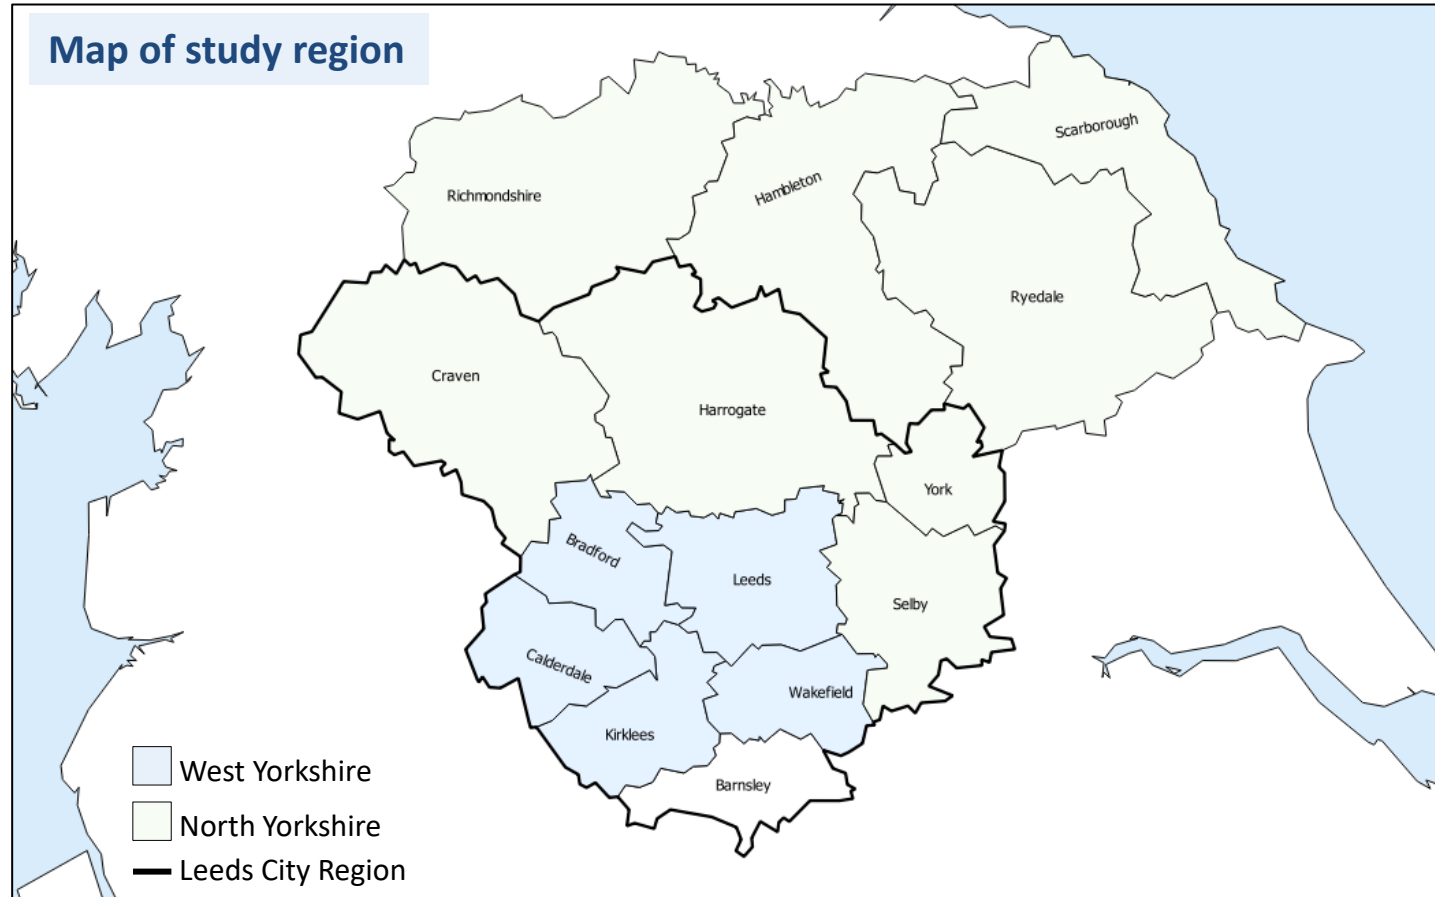 Map of study region
Scarborough
Richmondshire
Hambleton
Ryedale
Craven
Harrogate
York
Bradford
Leeds
Selby
Calderdale
Wakefield
Kirklees
Barnsley
West Yorkshire
North Yorkshire
Leeds City Region